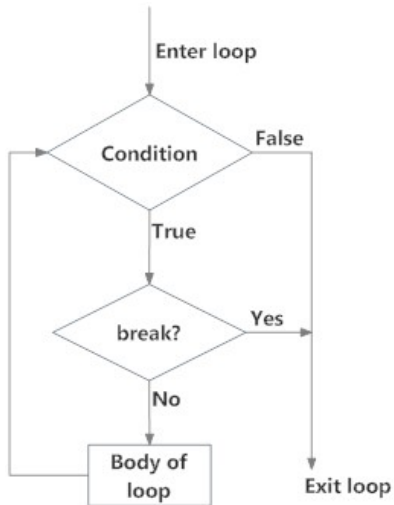 Enter loop
Condition
False
True
break?
Yes
No
Body of
loop
Exit loop